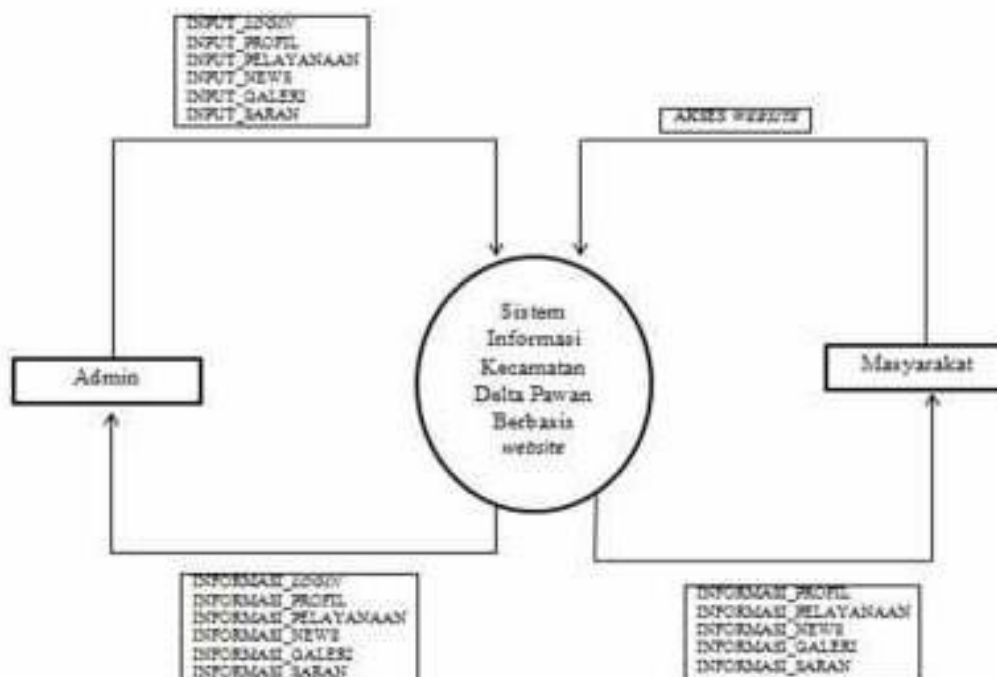 INPUT_LOGIN
INPUT_PROFIL
INPUT_PELAYANAAN
INPUT_NEWS
INPUT_GALERI
INPUT_SARAN
AKSES WEBSITE
Admin
Sistem
Informasi
Kecamatan
Delta Pawan
Berbasis
website
Masyarakat
INFORMASI_LOGIN
INFORMASI_PROFIL
INFORMASI_PELAYANAAN
INFORMASI_NEWS
INFORMASI_GALERI
INFORMASI_SARAN
INFORMASI_PROFIL
INFORMASI_PELAYANAAN
INFORMASI_NEWS
INFORMASI_GALERI
INFORMASI_SARAN